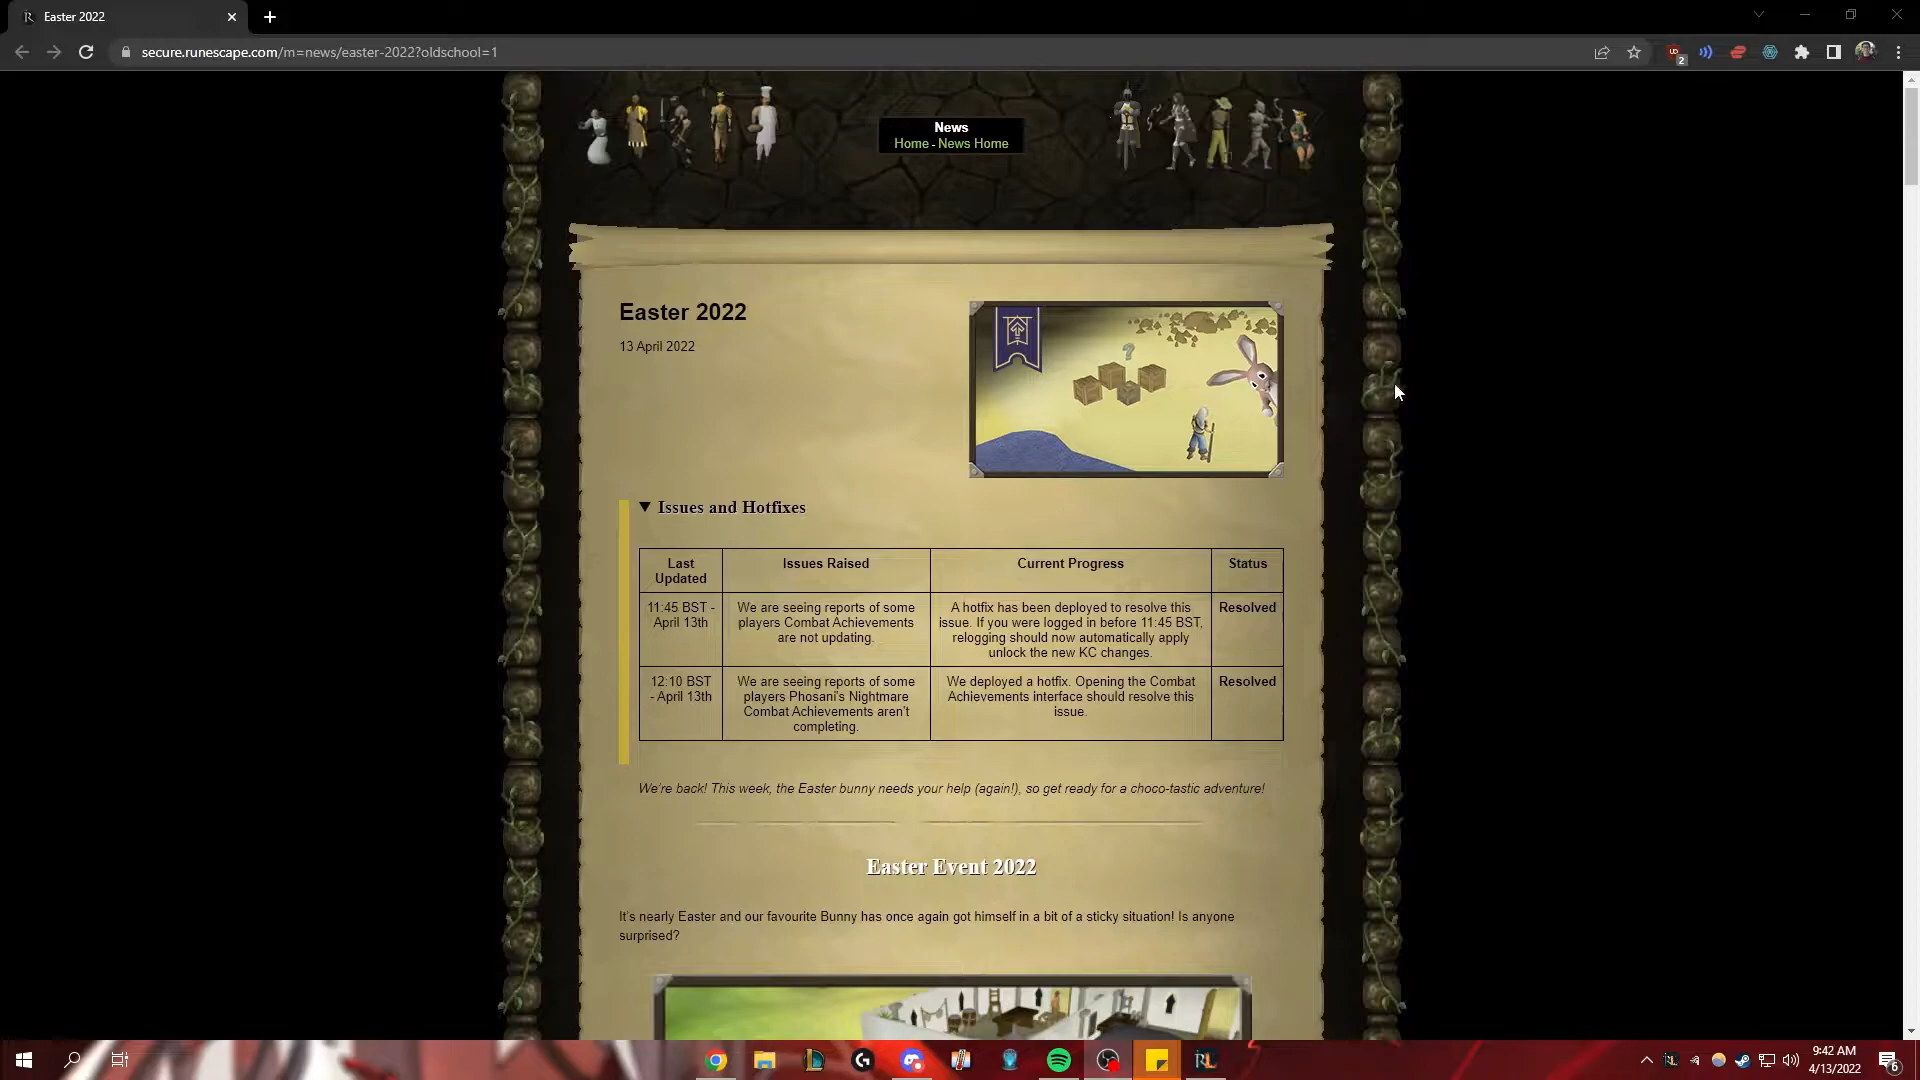 Easter 2022
secure.runescape.com/m=news/easter-2022?oldschool=1
2
News
Home - News Home
Easter 2022
13 April 2022
▼ Issues and Hotfixes
Last
Updated
Issues Raised
Current Progress
Status
11:45 BST -
April 13th
We are seeing reports of some
players Combat Achievements
are not updating.
A hotfix has been deployed to resolve this
issue. If you were logged in before 11:45 BST,
relogging should now automatically apply
unlock the new KC changes.
Resolved
12:10 BST
- April 13th
We are seeing reports of some
players Phosani's Nightmare
Combat Achievements aren't
completing.
We deployed a hotfix. Opening the Combat
Achievements interface should resolve this
issue.
Resolved
We're back! This week, the Easter bunny needs your help (again!), so get ready for a choco-tastic adventure!
Easter Event 2022
It's nearly Easter and our favourite Bunny has once again got himself in a bit of a sticky situation! Is anyone
surprised?
9:42 AM
4/13/2022
6